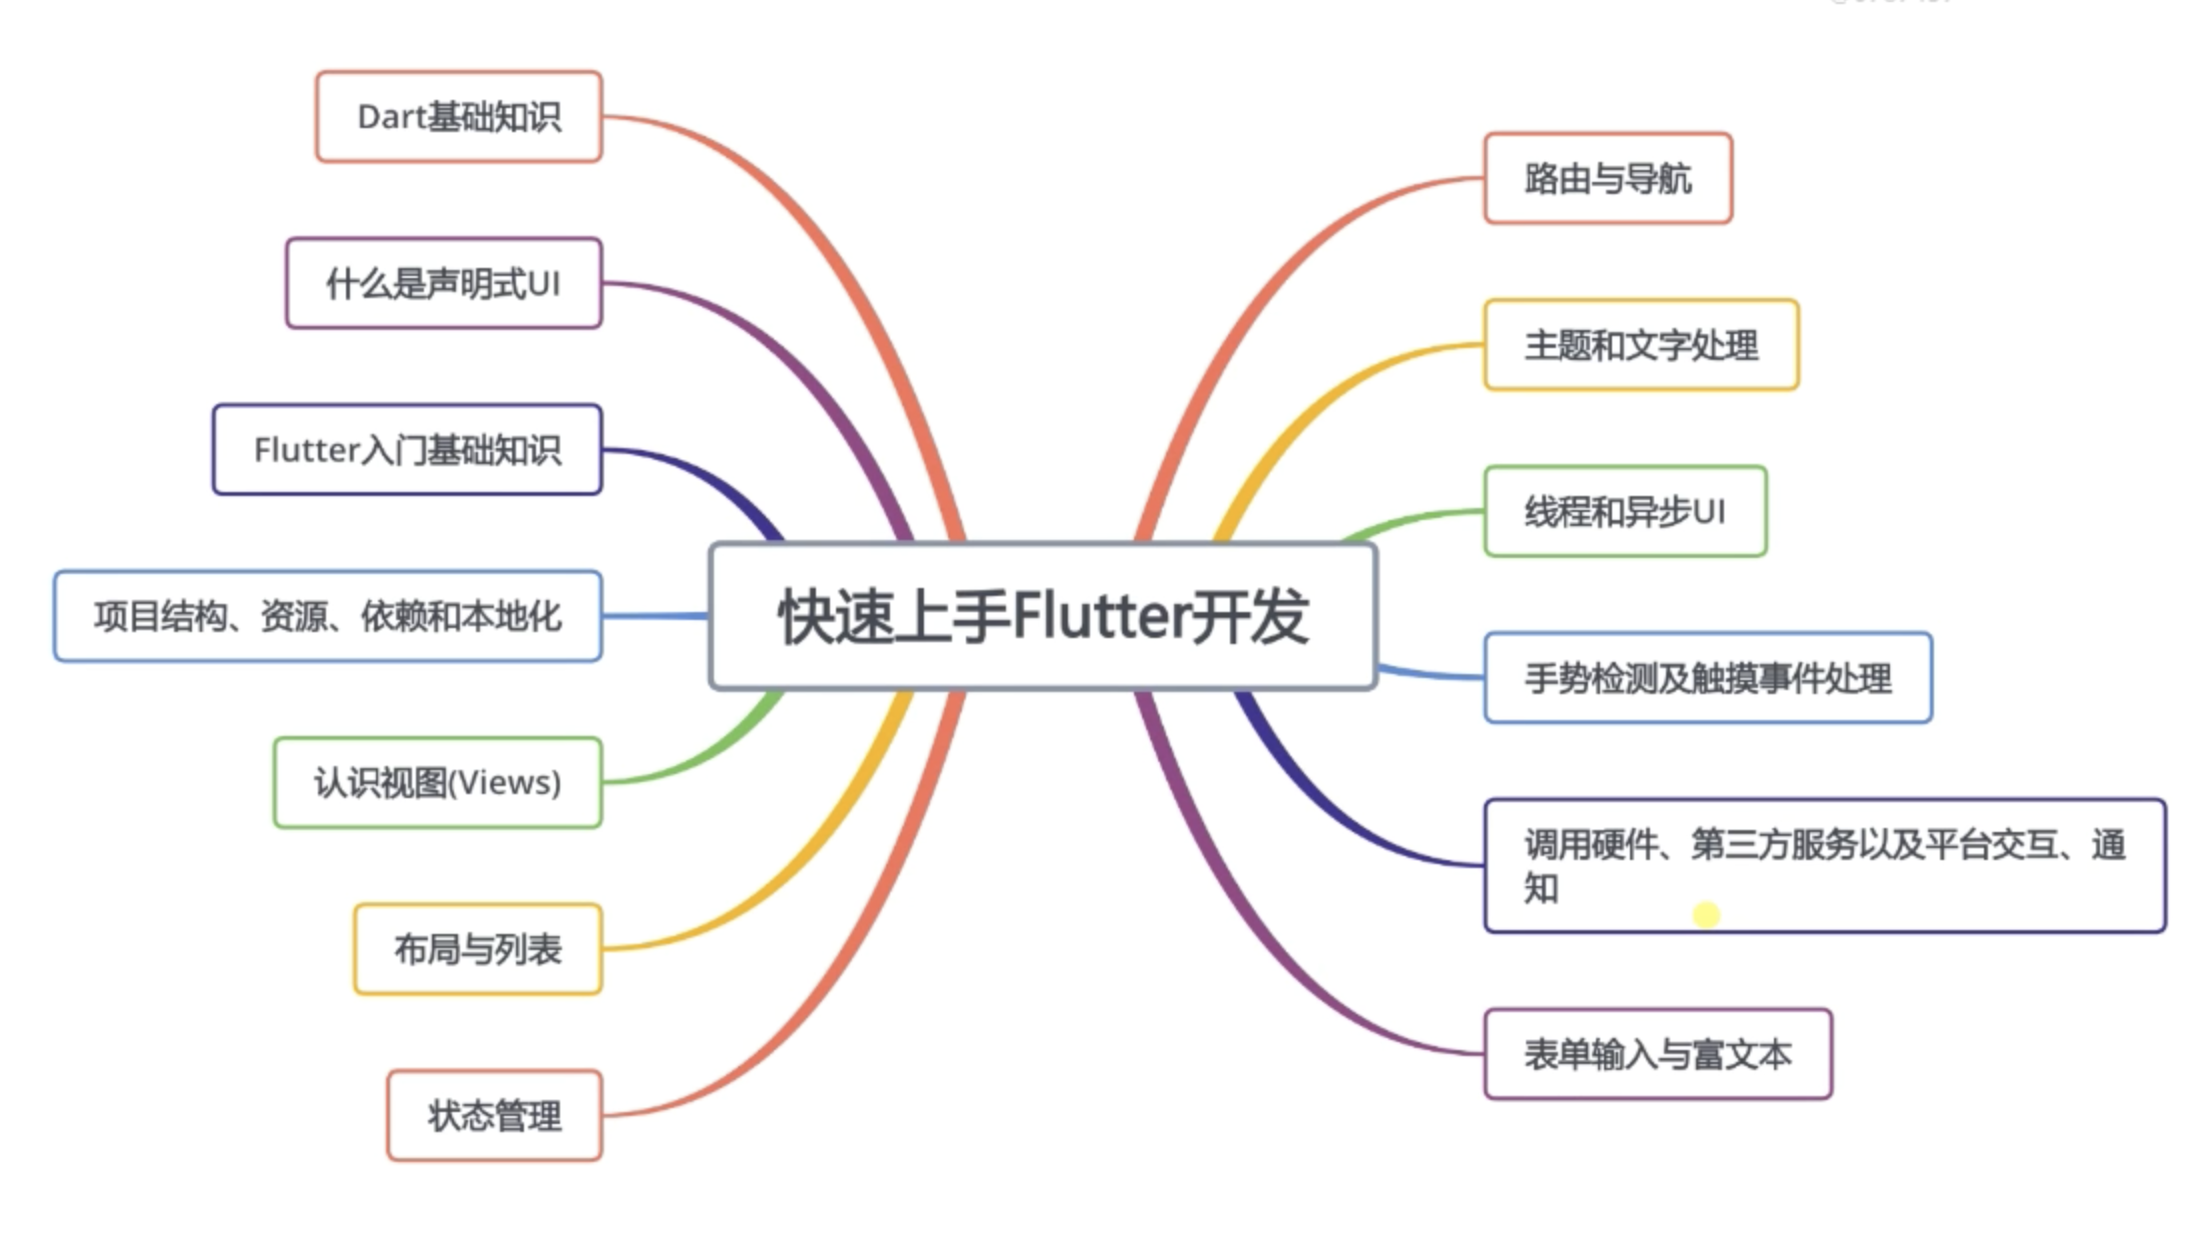 Dart基础知识
什么是声明式UI
Flutter入门基础知识
项目结构、资源、依赖和本地化
认识视图(Views)
布局与列表
状态管理
快速上手Flutter开发
路由与导航
主题和文字处理
线程和异步UI
手势检测及触摸事件处理
调用硬件、第三方服务以及平台交互、通
知
表单输入与富文本